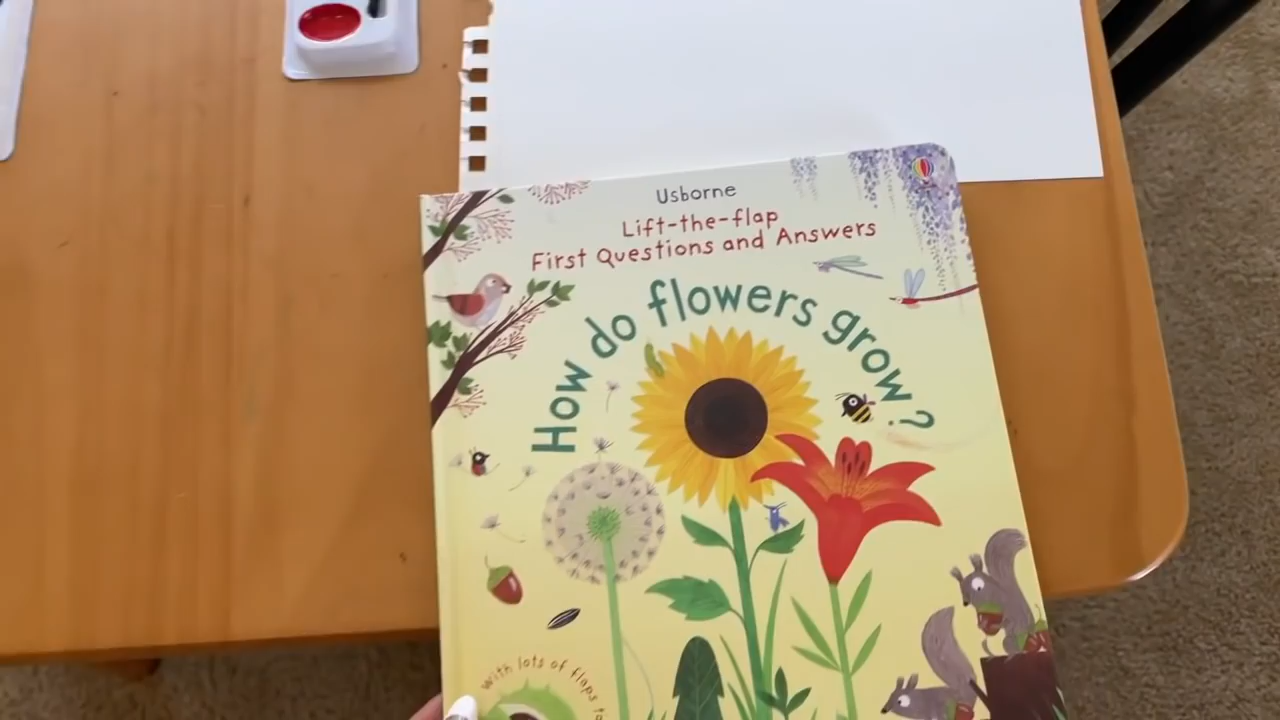 Usborne
Lift-the-flap
First Questions and Answers
How do flowers grow?
With lots of flaps